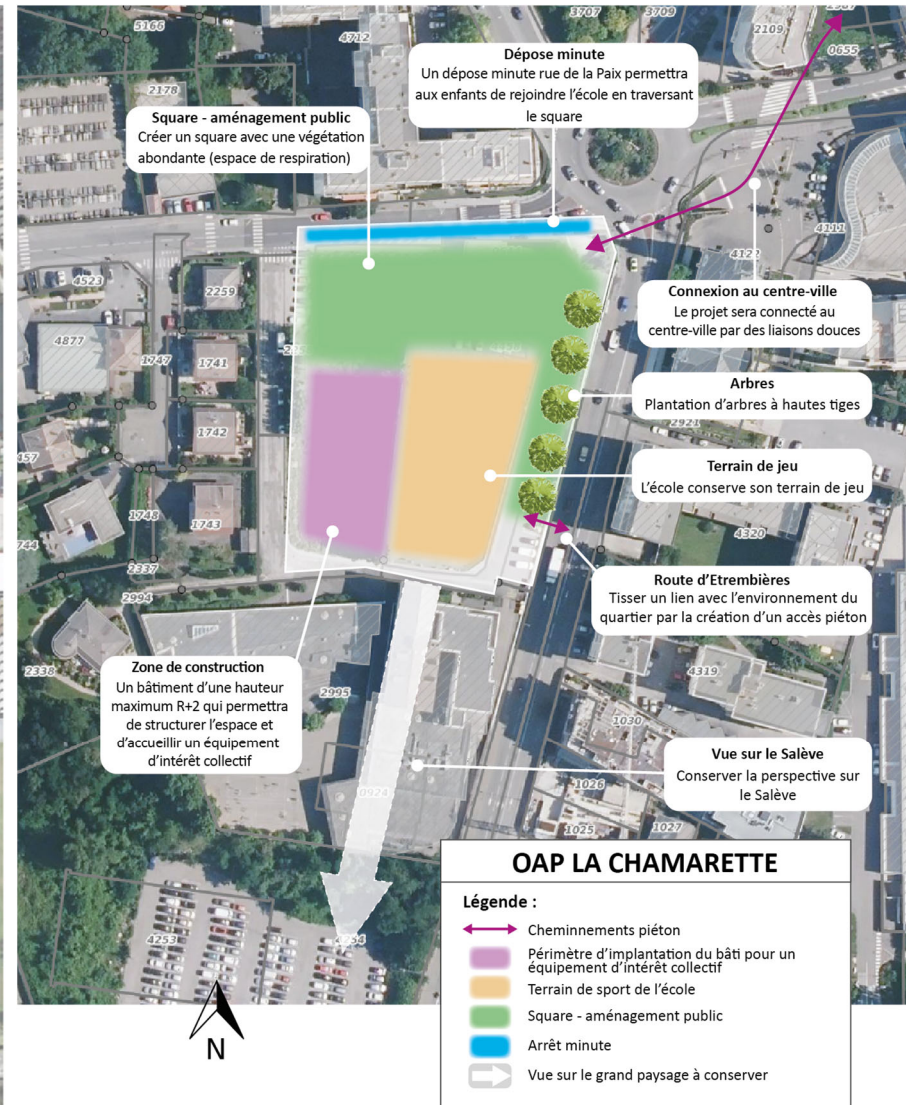 5166
4712
3707
3709
2109
0655
2178
Dépose minute
Un dépose minute rue de la Paix permettra
aux enfants de rejoindre l'école en traversant
le square
Square - aménagement public
Créer un square avec une végétation
abondante (espace de respiration)
4111
4122
4523
2259
4877
1747
1741
1742
Connexion au centre-ville
Le projet sera connecté au
centre-ville par des liaisons douces
Arbres
Plantation d'arbres à hautes tiges
2921
Terrain de jeu
L'école conserve son terrain de jeu
457
1748
1743
744
4320
2337
2994
Route d'Etrembières
Tisser un lien avec l'environnement du
quartier par la création d'un accès piéton
2338
2995
4319
Zone de construction
Un bâtiment d'une hauteur
maximum R+2 qui permettra
de structurer l'espace et
d'accueillir un équipement
d'intérêt collectif
1030
Vue sur le Salève
Conserver la perspective sur
le Salève
0924
1026
1025
1027
4253
4254
N
OAP LA CHAMARETTE
Légende :
Cheminnements piéton
Périmètre d'implantation du bâti pour un
équipement d'intérêt collectif
Terrain de sport de l'école
Square - aménagement public
Arrêt minute
Vue sur le grand paysage à conserver